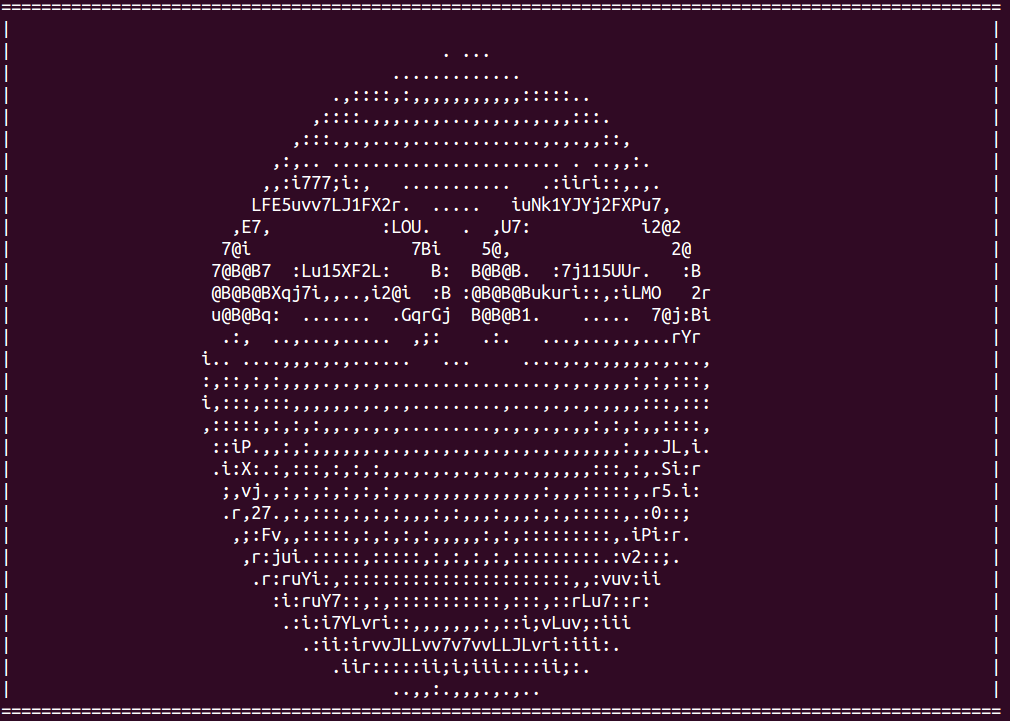 ====================================================================================================
|                                                                                                  |
|                                           . ...                                                  |
|                                      .............                                               |
|                                .,::::,:,,,,,,,,,,,:::::..                                        |
|                              ,::::.,,,.,.,...,.,.,.,.,,:::.                                      |
|                            ,:::.,.,...,.............,.,.,,::,                                    |
|                          ,:,.. ....................... . ..,,:.                                  |
|                         ,,:i777;i:,   ...........   .:iiri::,.,.                                 |
|                        LFE5uvv7LJ1FX2r.  .....   iuNk1YJYj2FXPu7,                                |
|                      ,E7,           :LOU.   .  ,U7:           i2@2                               |
|                     7@i                7Bi    5@,                2@                              |
|                    7@B@B7  :Lu15XF2L:    B:  B@B@B.  :7j115UUr.   :B                             |
|                    @B@B@BXqj7i,,..,i2@i  :B :@B@B@Bukuri::,:iLMO   2r                            |
|                    u@B@Bq:  .......  .GqrGj  B@B@B1.    .....  7@j:Bi                            |
|                     .:,  ..,...,.....  ,;:    .:.   ...,...,.,...rYr                             |
|                   i.. ....,,,,.,.,......   ...     ....,.,.,,,,,.,...,                           |
|                   :,::,:,:,,,,.,.,.,.................,.,.,,,,,:,:,:::,                           |
|                   i,:::,:::,,,,,,.,.,.,.........,...,.,.,.,,,,:::,:::                            |
|                   ,:::::,:,:,:,,.,.,.,.,.,...,.,.,.,.,.,,:,:,:,,::::,                            |
|                    ::iP.,,:,:,,,,,,.,.,.,.,.,.,.,.,.,,,,,,,:,,.JL,i.                             |
|                    .i:X:.:,:::,:,:,:,,.,,.,.,.,.,.,.,,,,,,:::,:,.Si:r                            |
|                     ;,vj.,:,:,:,:,:,:,,.,,,,,,,,,,,,:,,,:::::,.r5.i:                             |
|                     .r,27.,:,:::,:,:,:,,,:,:,,,:,,,:,:,:::::,.:0::;                              |
|                      ,;:Fv,,:::::,:,:,:,:,,,,,:,:,:::::::::,.iPi:r.                              |
|                       ,r:jui.:::::,:::::,:,:,:,:,:::::::::.:v2::;.                               |
|                        .r:ruYi:,:::::::::::::::::::::::,,:vuv:ii                                 |
|                          :i:ruY7::,:,:::::::::::,:::,::rLu7::r:                                  |
|                           .:i:i7YLvri::,,,,,,,:,::i;vLuv;:iii                                    |
|                             .:ii:irvvJLLvv7v7vvLLJLvri:iii:.                                     |
|                                .iir:::::ii;i;iii::::ii;:.                                        |
|                                      ..,,:.,,,.,.,..                                             |
====================================================================================================